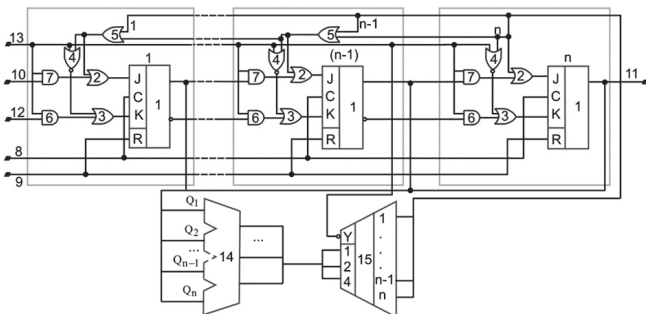 13 4 5 1 4 5 n-1 n 4
1 (n-1) n
10 7 2 J 7 2 J 7 2 J 11
C 1 C 1 C 1
12 6 3 K 6 3 K 6 3 K
R R R
8
9
Q1
Q2
...
Qn−1
Qn
14
...
Y
1
2
4
15
1
.
.
.
n-1
n